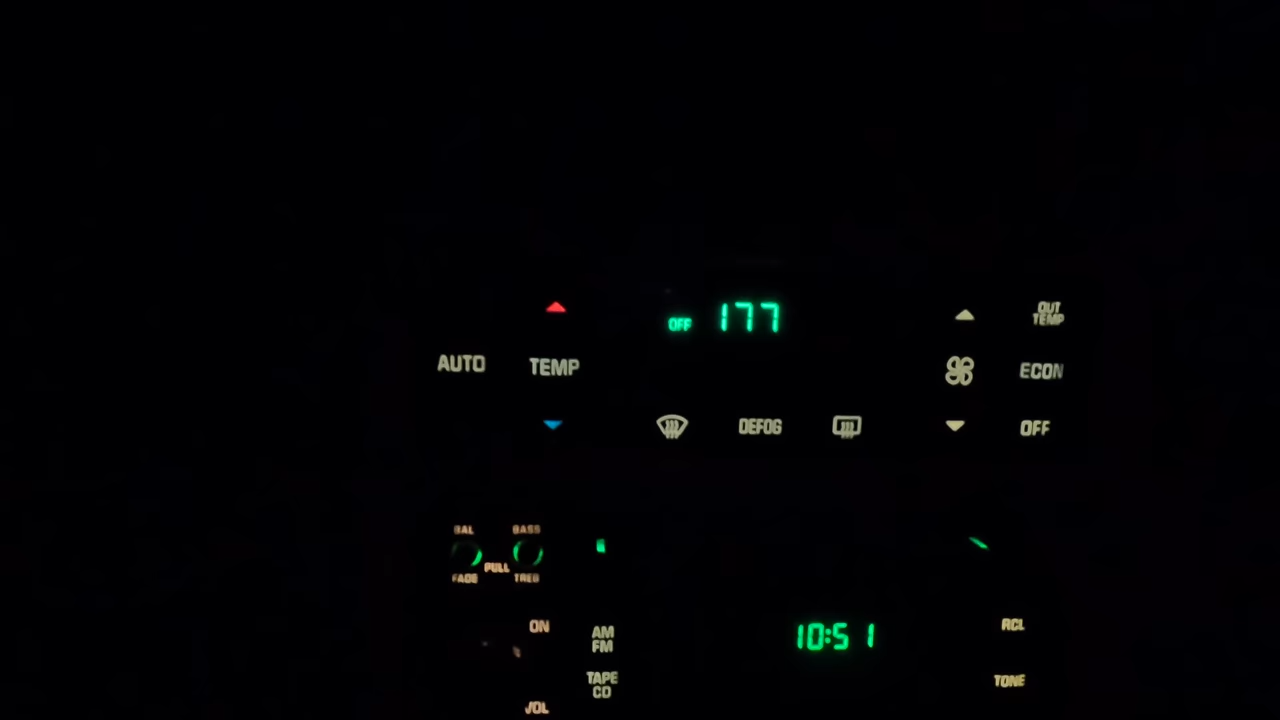 OFF 177
OUT
TEMP
AUTO TEMP ECON
DEFOG OFF
BAL BASS
PULL
FADE TREB
ON AM
FM
10:51 RCL
TAPE
CD
TONE
VOL